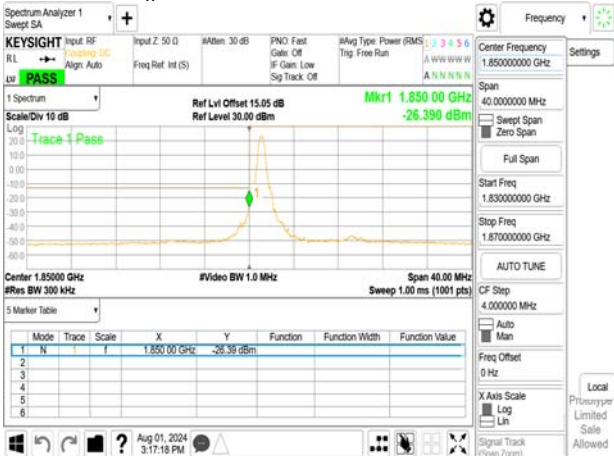 Spectrum Analyzer 1
Swept SA
Frequency
KEYSIGHT Input: RF Input Z: 50 Ω #Atten: 30 dB PNO: Fast #Avg Type: Power (RMS 1 2 3 4 5 6
RL Coupling: DC Gate: Off Trig: Free Run
Align: Auto Freq Ref: Int (S) IF Gain: Low A W W W W W
Sig Track: Off A N N N N N
PASS
1 Spectrum
Ref Lvl Offset 15.05 dB Mkr1 1.850 00 GHz
Scale/Div 10 dB Ref Level 30.00 dBm -26.390 dBm
Log
Trace 1 Pass
20.0
10.0
0.00
-10.0
-20.0
-30.0
-40.0
-50.0
-60.0
1
Center 1.85000 GHz #Video BW 1.0 MHz Span 40.00 MHz
#Res BW 300 kHz Sweep 1.00 ms (1001 pts)
5 Marker Table
Mode Trace Scale X Y Function Function Width Function Value
1 N 1 f 1.850 00 GHz -26.39 dBm
2
3
4
5
6
Aug 01, 2024
3:17:18 PM
Center Frequency
1.850000000 GHz
Settings
Span
40.0000000 MHz
Swept Span
Zero Span
Full Span
Start Freq
1.830000000 GHz
Stop Freq
1.870000000 GHz
AUTO TUNE
CF Step
4.000000 MHz
Auto
Man
Freq Offset
0 Hz
X Axis Scale
Log
Lin
Signal Track
(Span Zoom)
Local
Prototype
Limited
Sale
Allowed